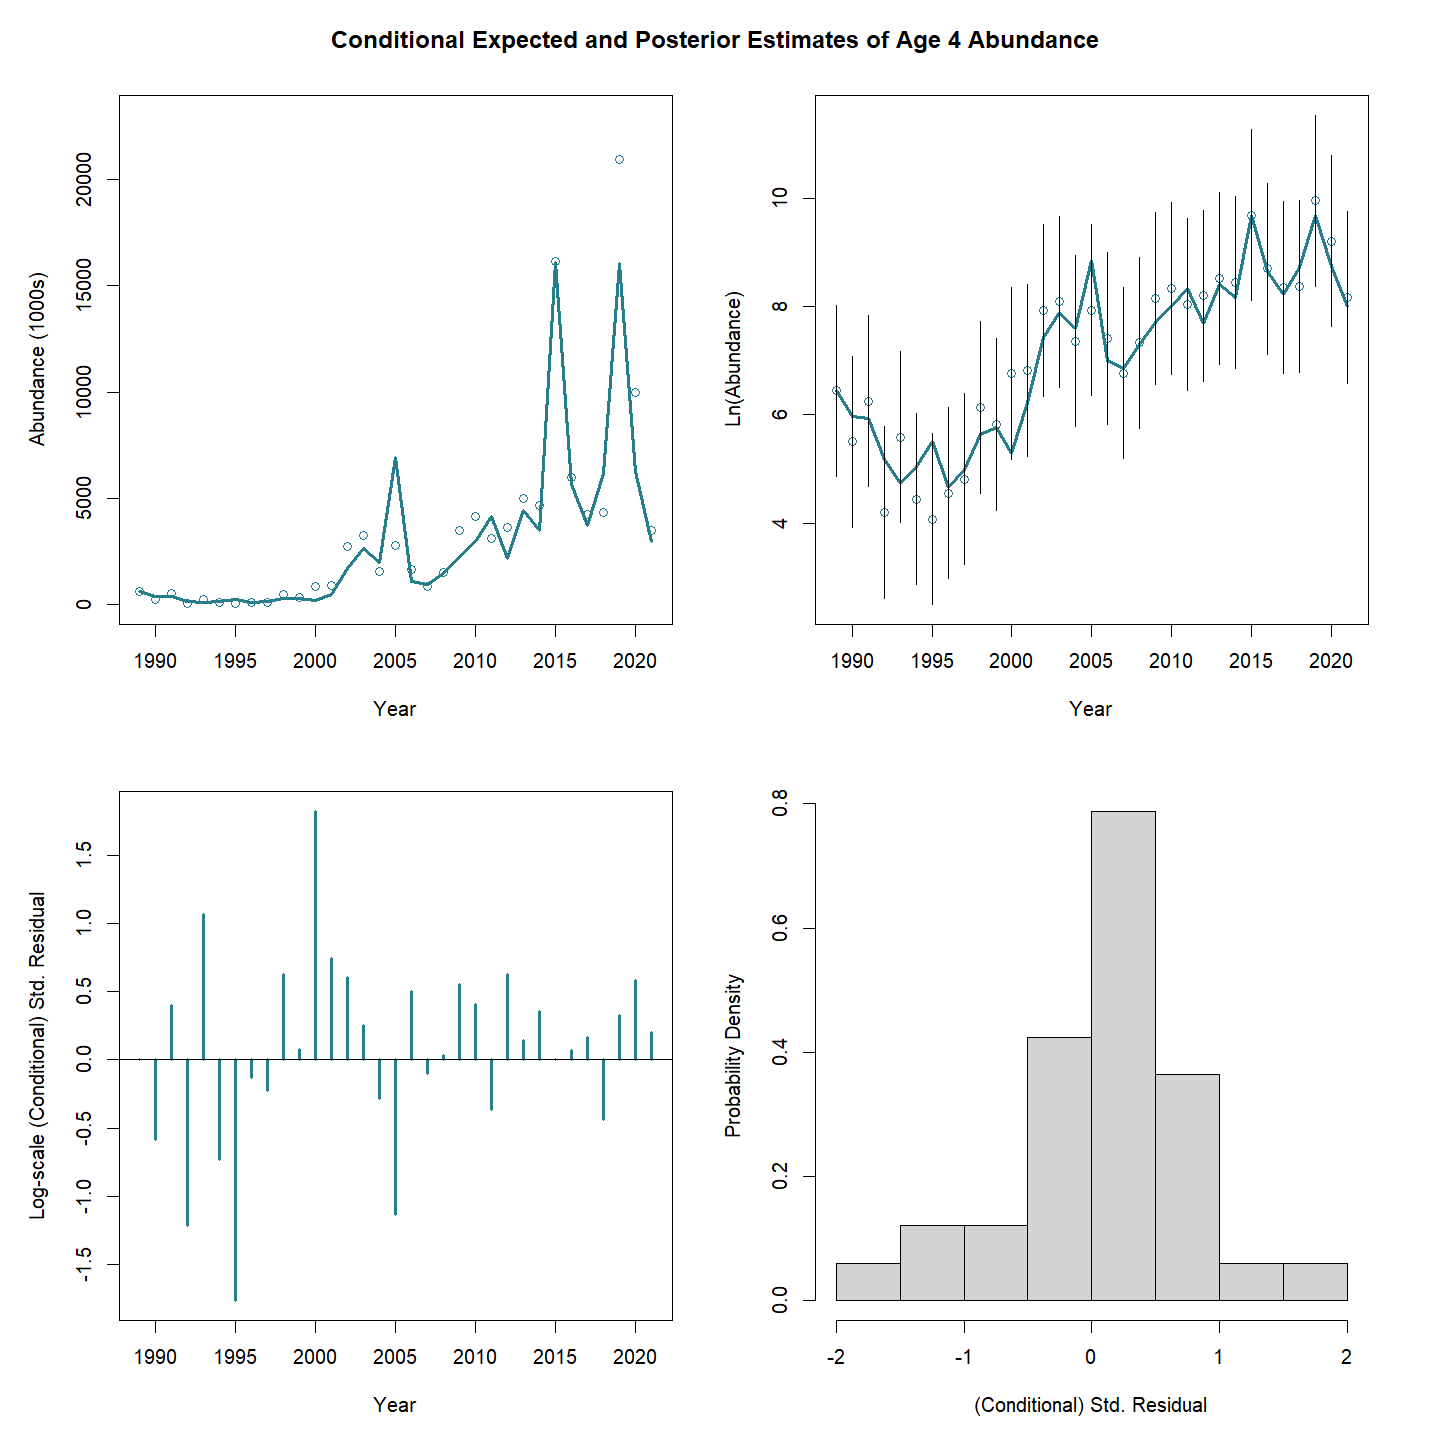 Conditional Expected and Posterior Estimates of Age 4 Abundance
Abundance (1000s)
20000
15000
10000
5000
0
1990 1995 2000 2005 2010 2015 2020
Year
Ln(Abundance)
10
8
6
4
1990 1995 2000 2005 2010 2015 2020
Year
Log-scale (Conditional) Std. Residual
1.5
1.0
0.5
0.0
-0.5
-1.0
-1.5
1990 1995 2000 2005 2010 2015 2020
Year
Probability Density
0.8
0.6
0.4
0.2
0.0
-2 -1 0 1 2
(Conditional) Std. Residual